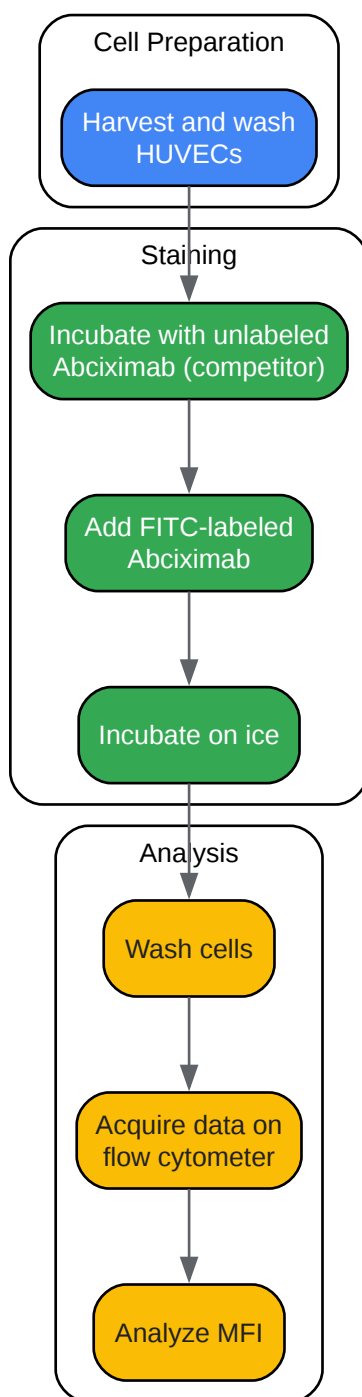 Cell Preparation
Harvest and wash
HUVECs
Staining
Incubate with unlabeled
Abciximab (competitor)
Add FITC-labeled
Abciximab
Incubate on ice
Analysis
Wash cells
Acquire data on
flow cytometer
Analyze MFI